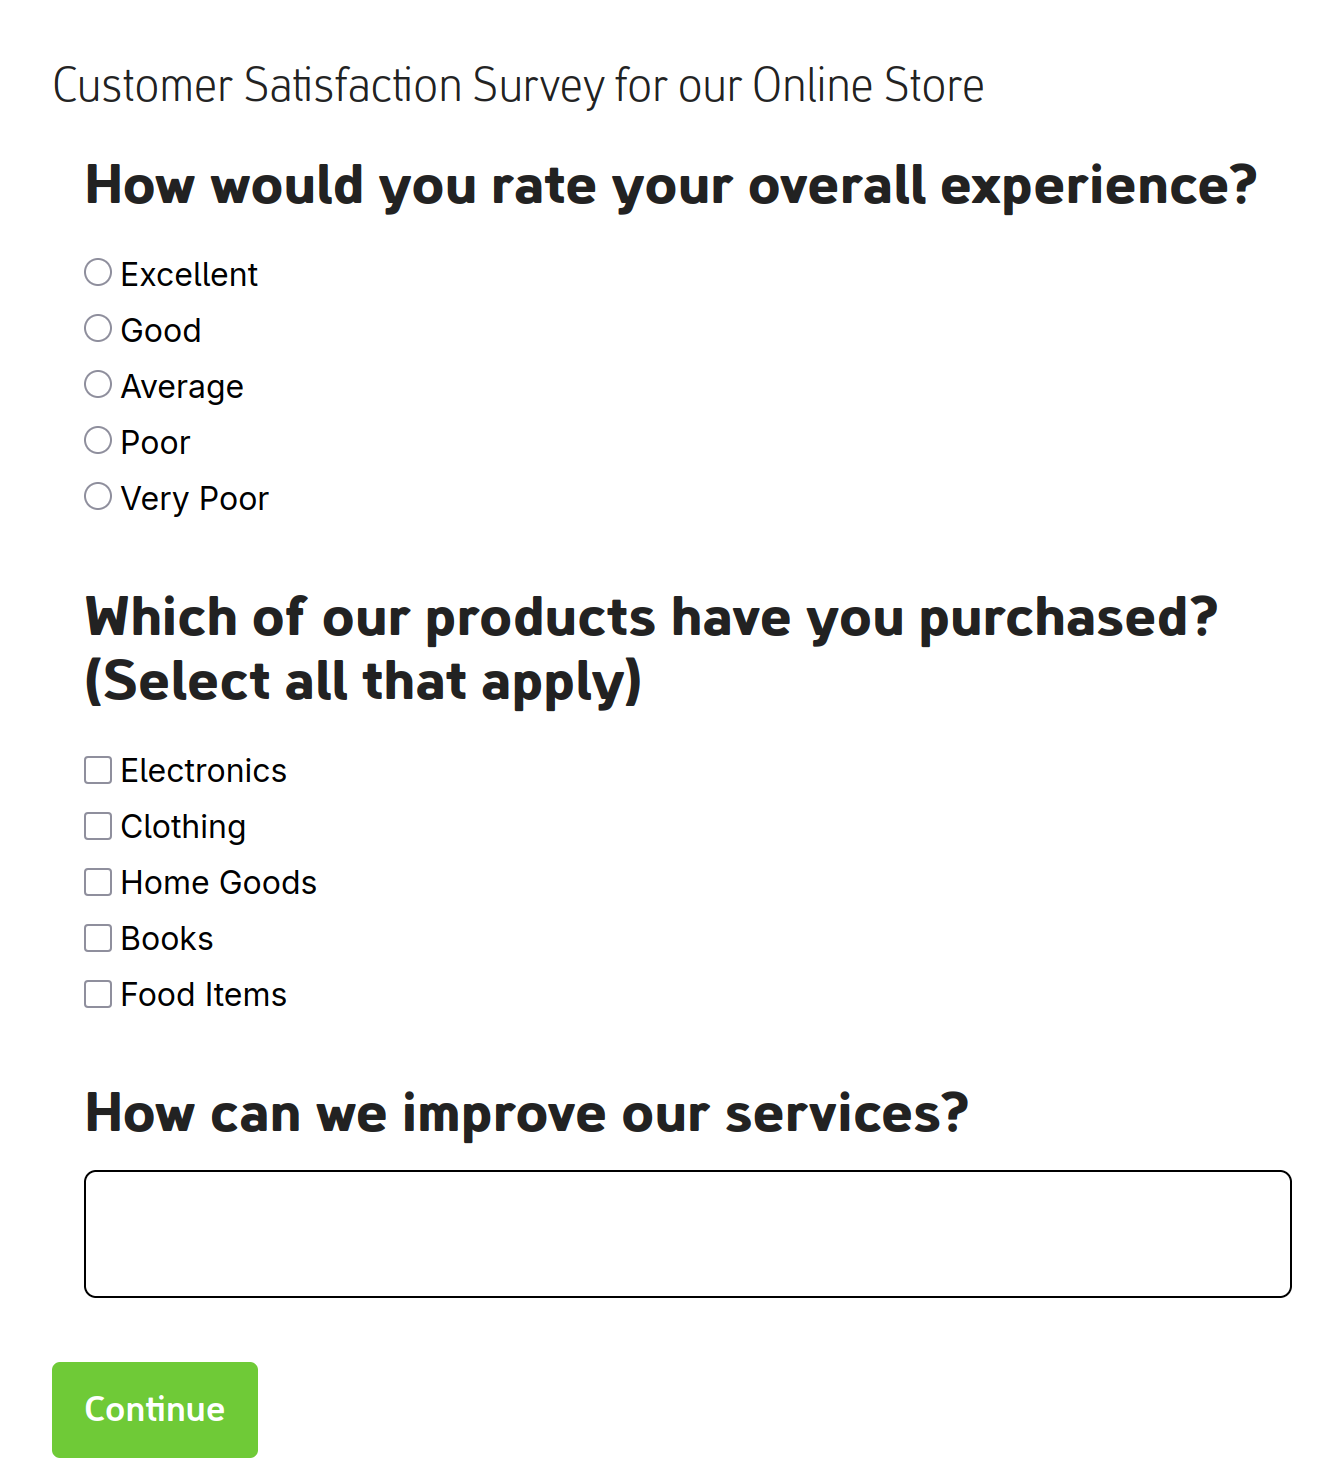 Customer Satisfaction Survey for our Online Store
How would you rate your overall experience?
Excellent
Good
Average
Poor
Very Poor
Which of our products have you purchased?
(Select all that apply)
Electronics
Clothing
Home Goods
Books
Food Items
How can we improve our services?
Continue